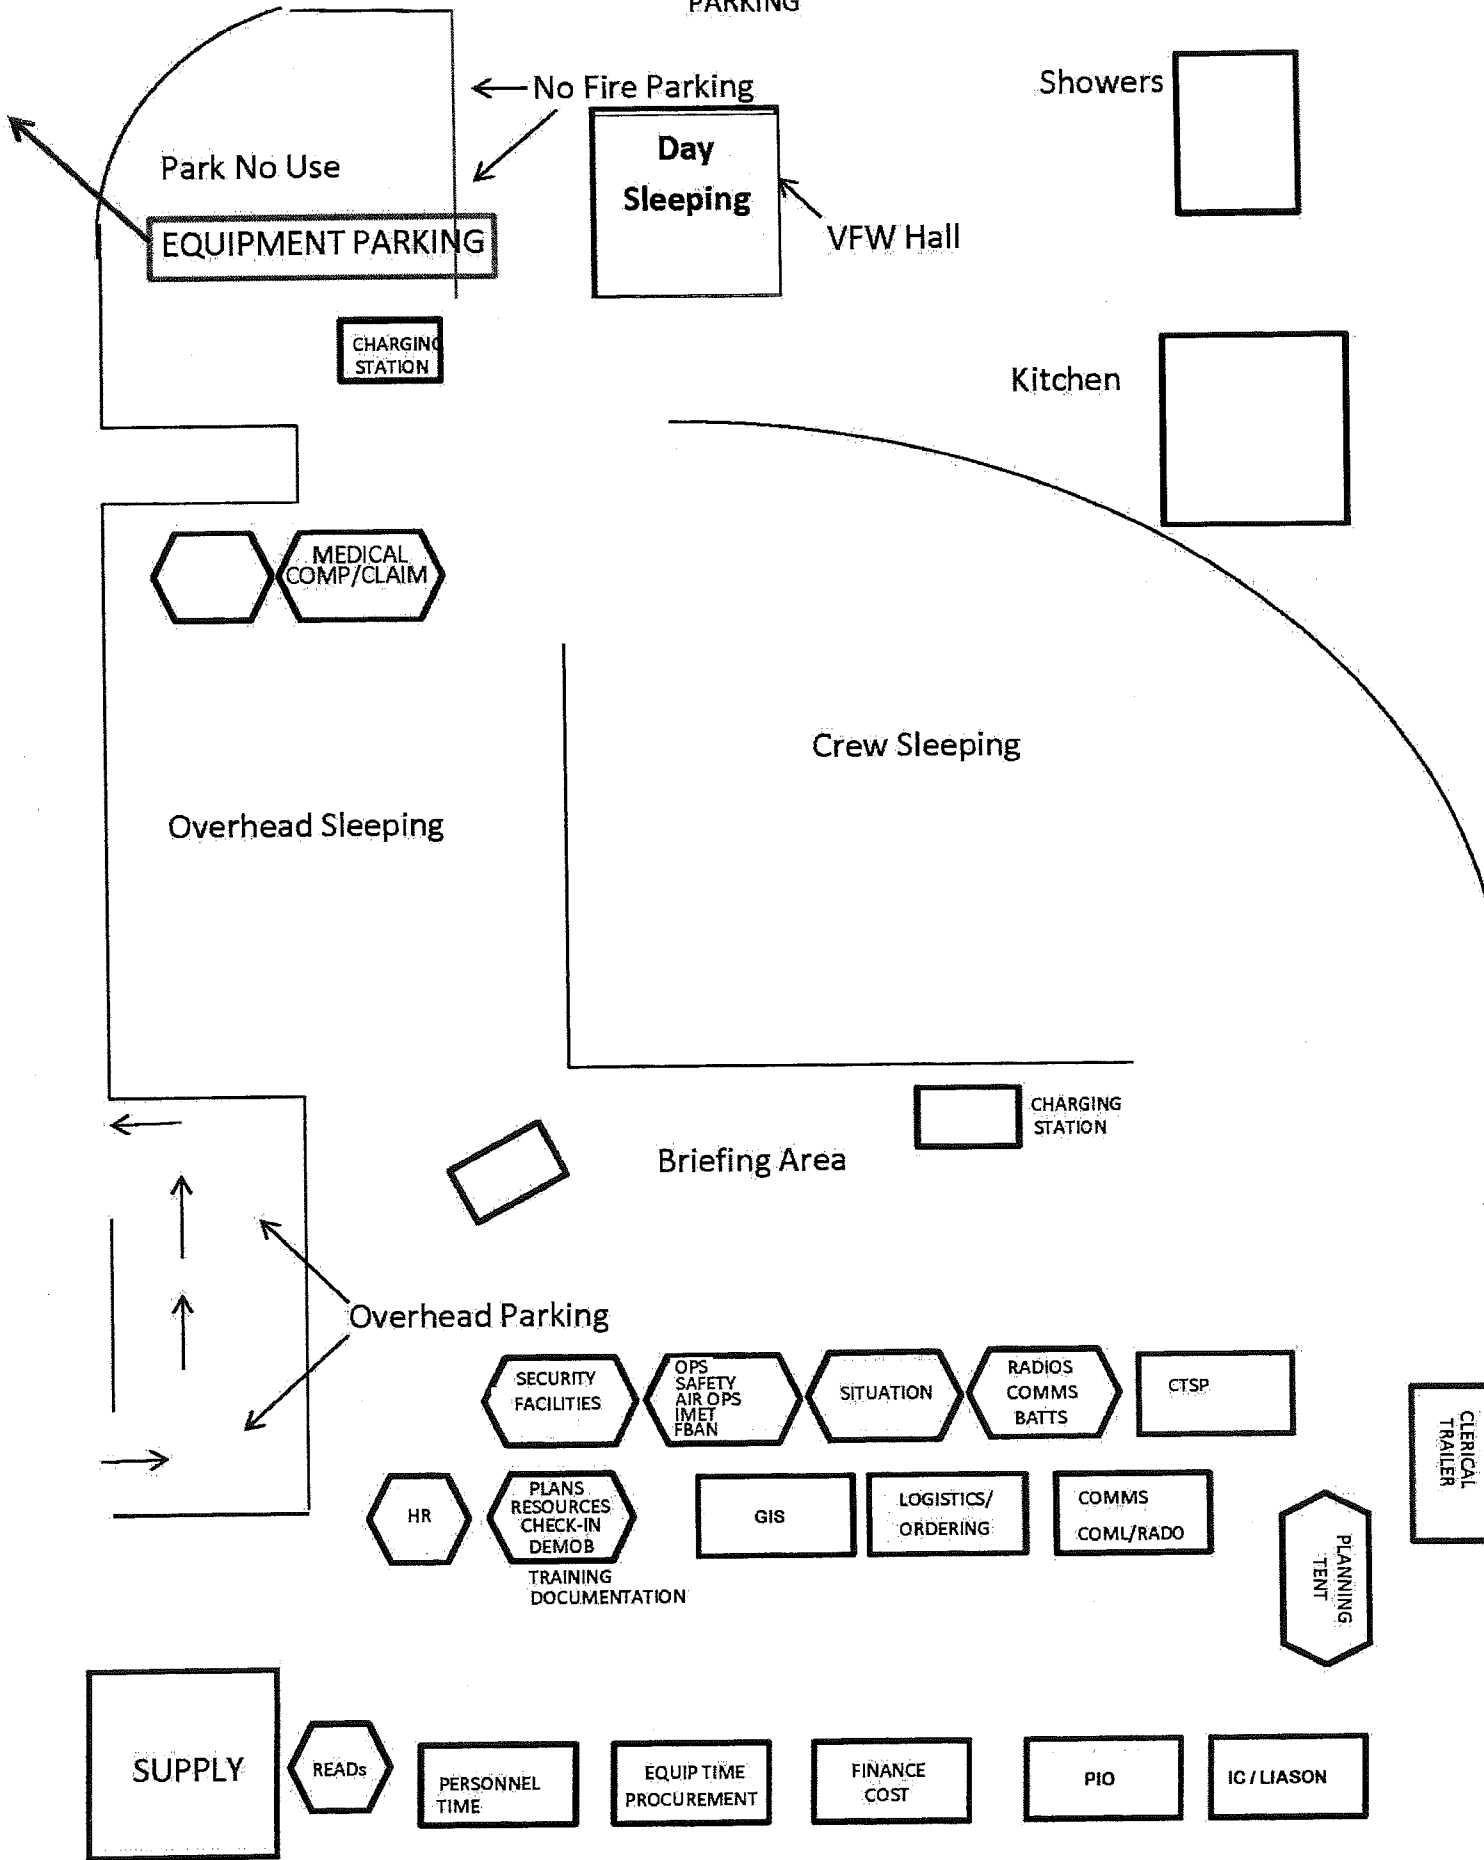 PARKING
No Fire Parking
Showers
Day
Sleeping
Park No Use
VFW Hall
EQUIPMENT PARKING
CHARGING
STATION
Kitchen
MEDICAL
COMP/CLAIM
Crew Sleeping
Overhead Sleeping
CHARGING
STATION
Briefing Area
Overhead Parking
SECURITY
FACILITIES
OPS
SAFETY
AIR OPS
IMET
FBAN
SITUATION
RADIOS
COMMS
BATTS
CTSP
CLERICAL
TRAILER
HR
PLANS
RESOURCES
CHECK-IN
DEMOB
TRAINING
DOCUMENTATION
GIS
LOGISTICS/
ORDERING
COMMS
COML/RADO
PLANNING
TENT
SUPPLY
READs
PERSONNEL
TIME
EQUIP TIME
PROCUREMENT
FINANCE
COST
PIO
IC / LIASON